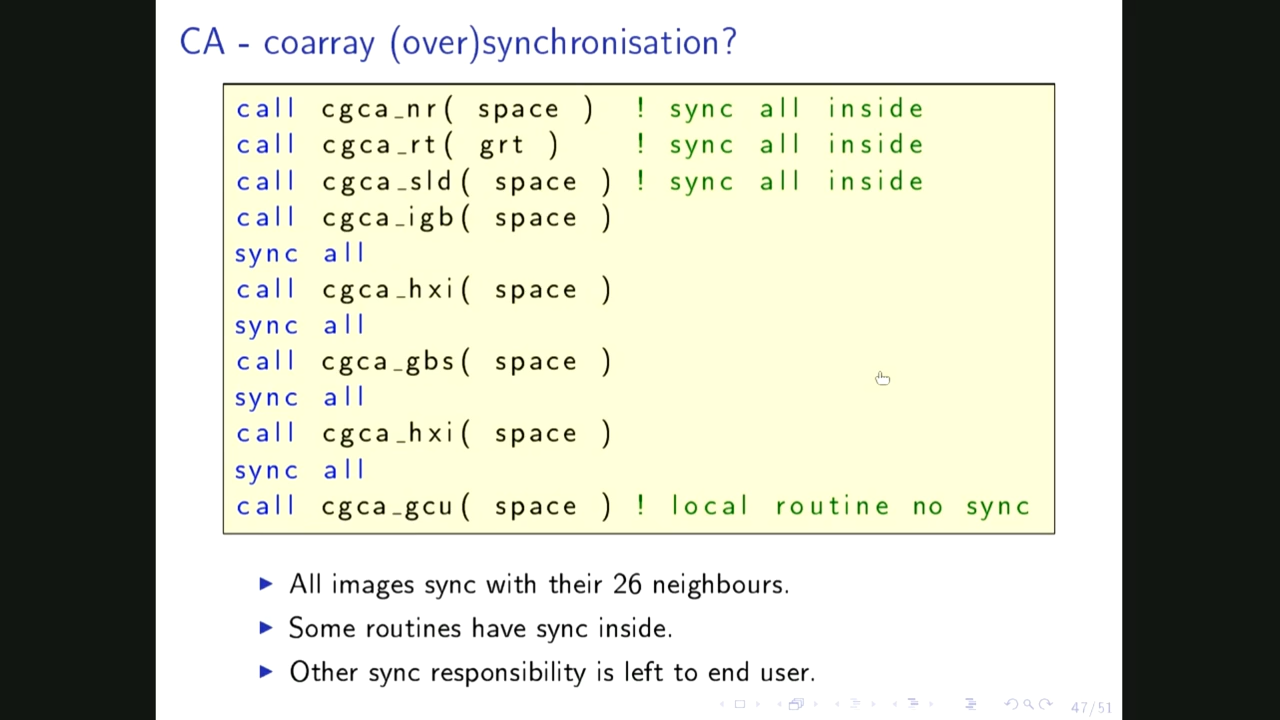 CA - coarray (over)synchronisation?
call cgca_nr( space ) ! sync all inside
call cgca_rt( grt ) ! sync all inside
call cgca_sld( space ) ! sync all inside
call cgca_igb( space )
sync all
call cgca_hxi( space )
sync all
call cgca_gbs( space )
sync all
call cgca_hxi( space )
sync all
call cgca_gcu( space ) ! local routine no sync
All images sync with their 26 neighbours.
Some routines have sync inside.
Other sync responsibility is left to end user.
47/51